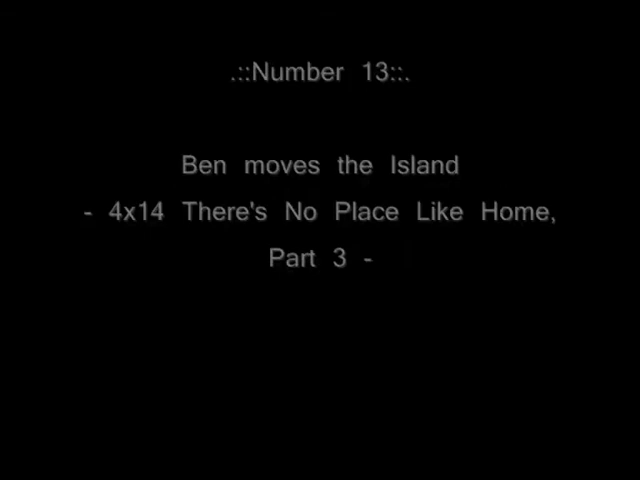 .::Number 13::.
Ben moves the Island
- 4x14 There's No Place Like Home,
Part 3 -